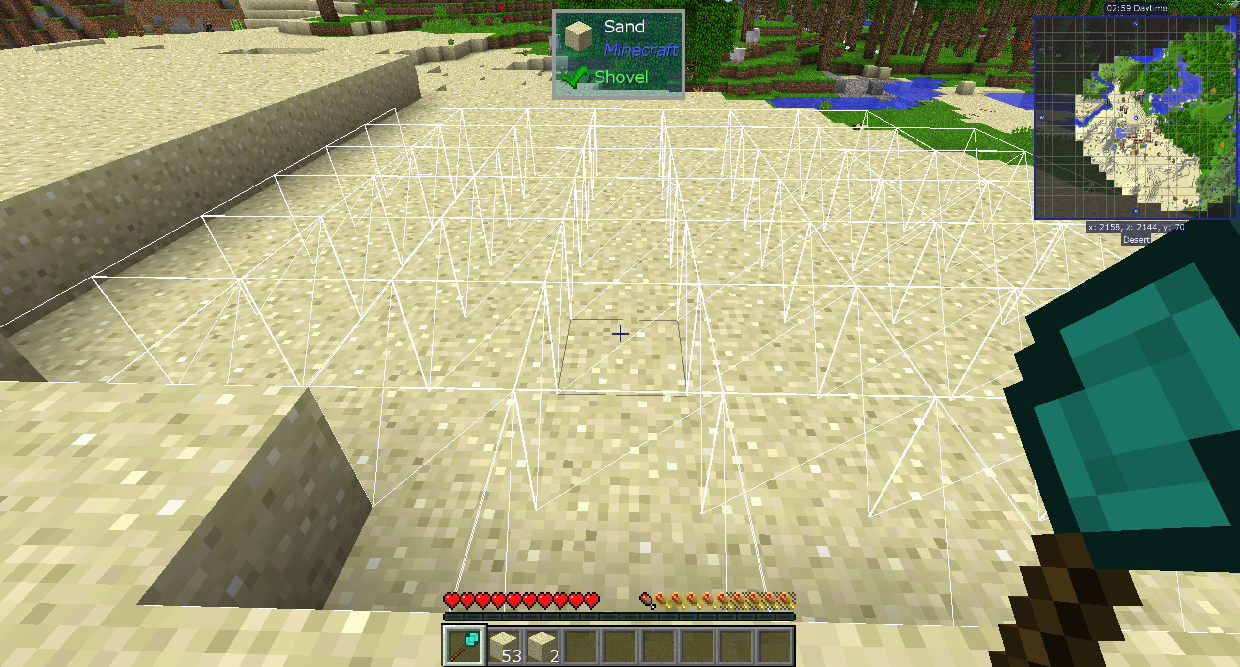 Sand
Minecraft
Shovel
02:59 Daytime
x: 2158, z: 2144, y: 70
Desert
53
2